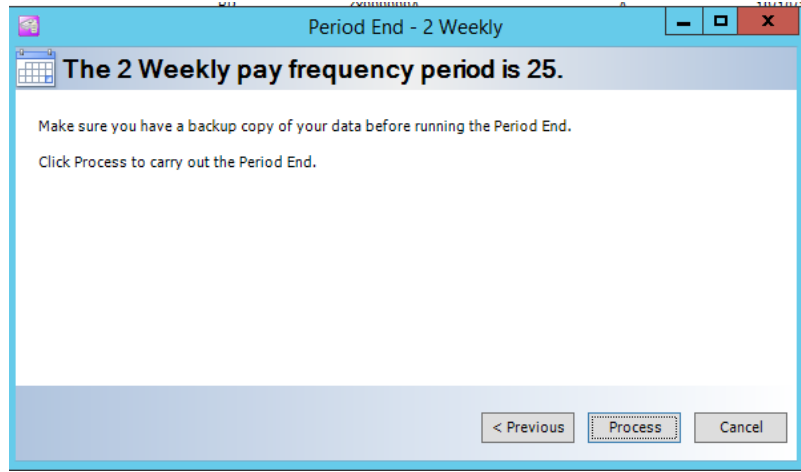 Period End - 2 Weekly
The 2 Weekly pay frequency period is 25.
Make sure you have a backup copy of your data before running the Period End.
Click Process to carry out the Period End.
< Previous Process Cancel